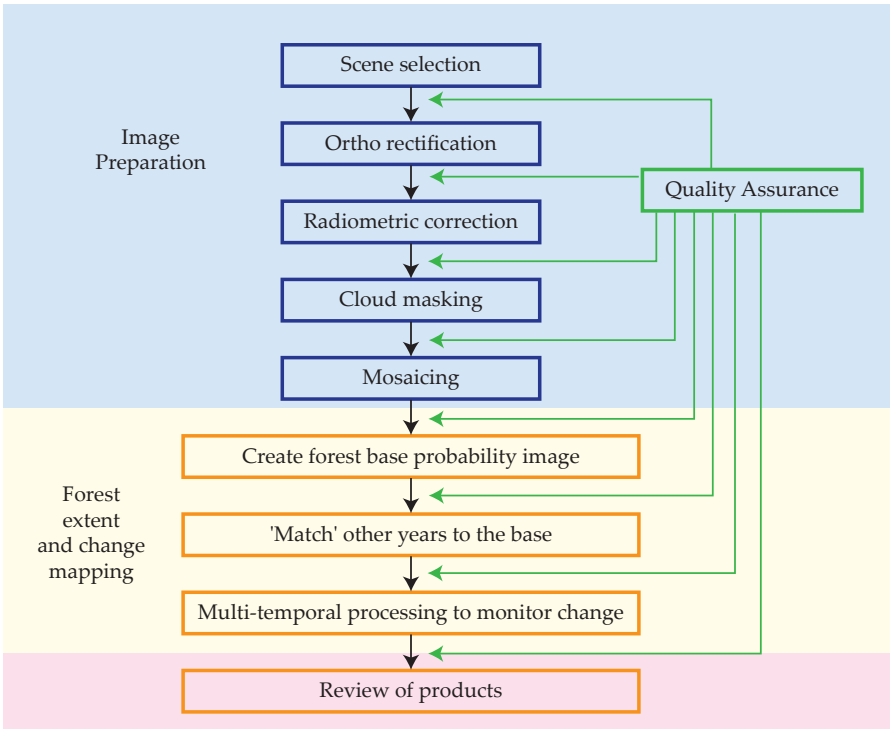 Scene selection
Image
Preparation
Ortho rectification
Quality Assurance
Radiometric correction
Cloud masking
Mosaicing
Create forest base probability image
Forest
extent
and change
mapping
'Match' other years to the base
Multi-temporal processing to monitor change
Review of products